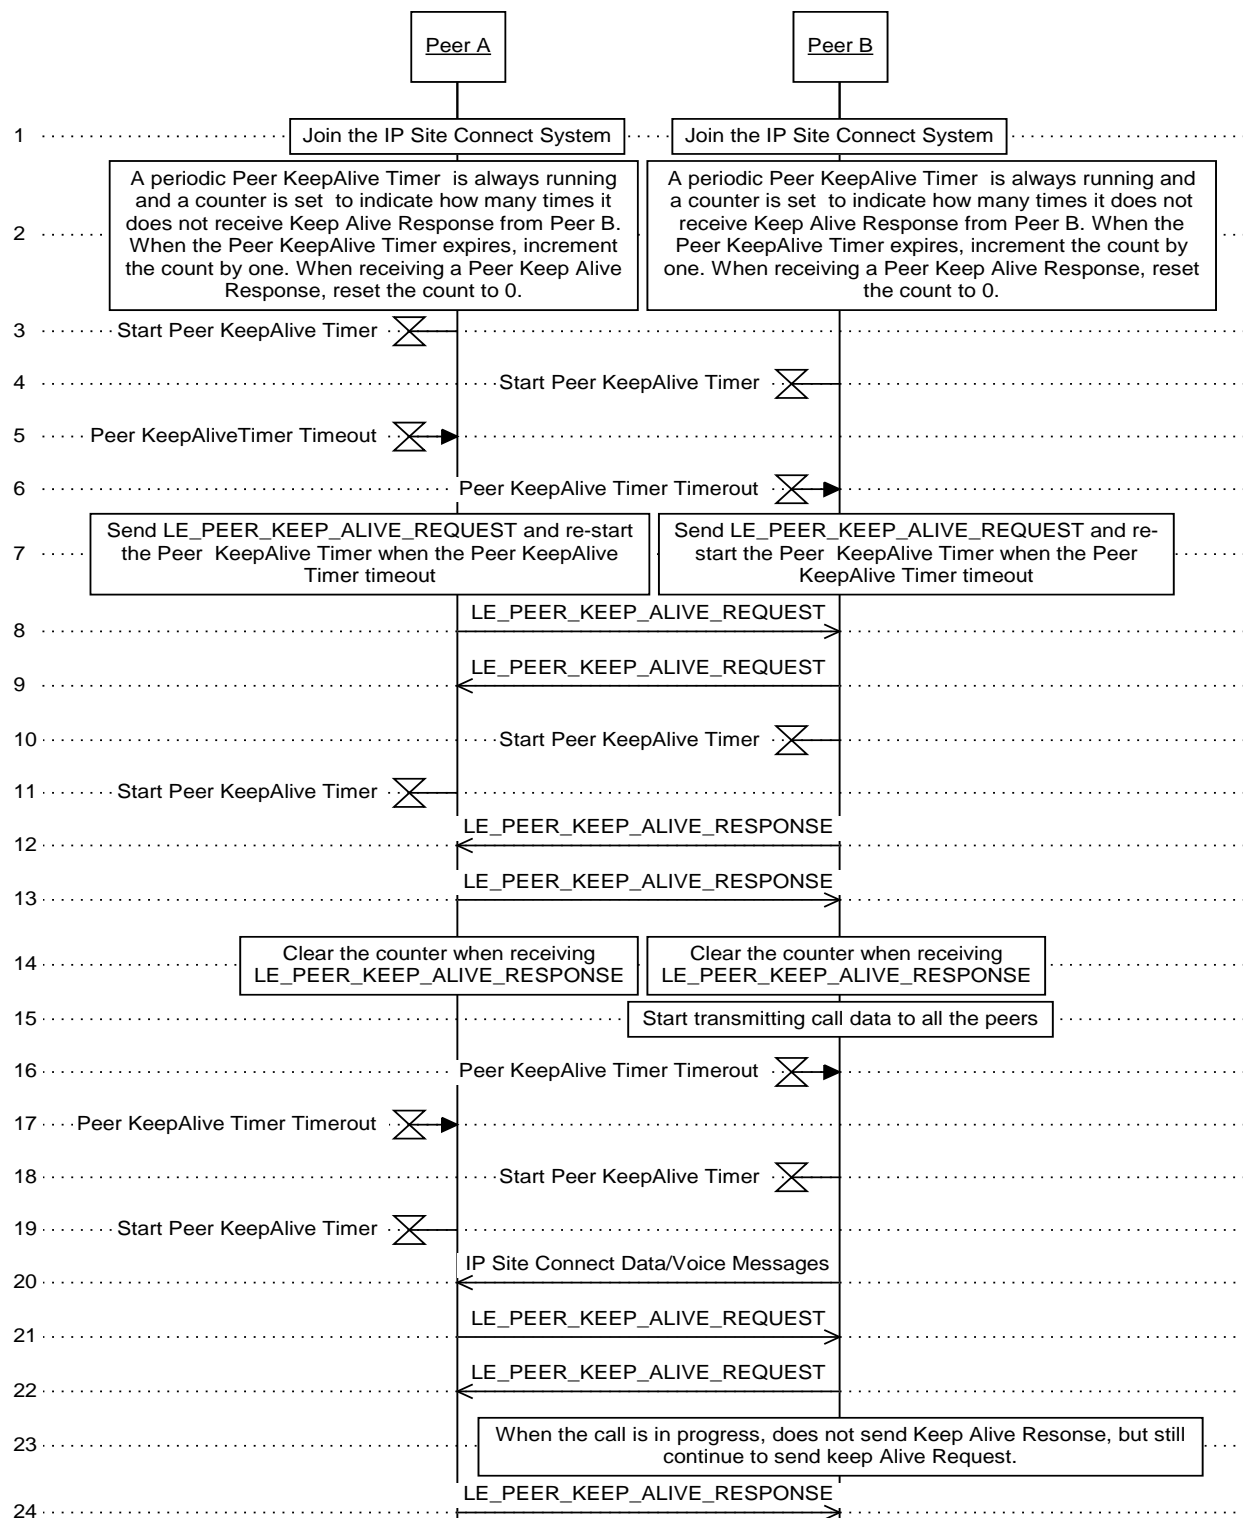 Peer A
Peer B
1
Join the IP Site Connect System
Join the IP Site Connect System
2
A periodic Peer KeepAlive Timer is always running
and a counter is set to indicate how many times it
does not receive Keep Alive Response from Peer B.
When the Peer KeepAlive Timer expires, increment
the count by one. When receiving a Peer Keep Alive
Response, reset the count to 0.
A periodic Peer KeepAlive Timer is always running and
a counter is set to indicate how many times it does not
receive Keep Alive Response from Peer B. When the
Peer KeepAlive Timer expires, increment the count by
one. When receiving a Peer Keep Alive Response, reset
the count to 0.
3
Start Peer KeepAlive Timer
4
Start Peer KeepAlive Timer
5
Peer KeepAliveTimer Timeout
6
Peer KeepAlive Timer Timerout
7
Send LE_PEER_KEEP_ALIVE_REQUEST and re-start
the Peer KeepAlive Timer when the Peer KeepAlive
Timer timeout
Send LE_PEER_KEEP_ALIVE_REQUEST and re-
start the Peer KeepAlive Timer when the Peer
KeepAlive Timer timeout
8
LE_PEER_KEEP_ALIVE_REQUEST
9
LE_PEER_KEEP_ALIVE_REQUEST
10
Start Peer KeepAlive Timer
11
Start Peer KeepAlive Timer
12
LE_PEER_KEEP_ALIVE_RESPONSE
13
LE_PEER_KEEP_ALIVE_RESPONSE
14
Clear the counter when receiving
LE_PEER_KEEP_ALIVE_RESPONSE
Clear the counter when receiving
LE_PEER_KEEP_ALIVE_RESPONSE
15
Start transmitting call data to all the peers
16
Peer KeepAlive Timer Timerout
17
Peer KeepAlive Timer Timerout
18
Start Peer KeepAlive Timer
19
Start Peer KeepAlive Timer
20
IP Site Connect Data/Voice Messages
21
LE_PEER_KEEP_ALIVE_REQUEST
22
LE_PEER_KEEP_ALIVE_REQUEST
23
When the call is in progress, does not send Keep Alive Resonse, but still
continue to send keep Alive Request.
24
LE_PEER_KEEP_ALIVE_RESPONSE